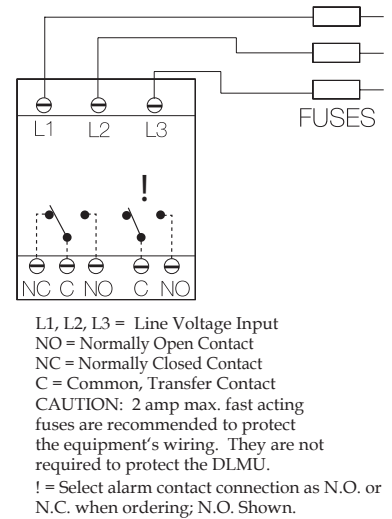 FUSES
L1 L2 L3
!
NC C NO C NO
L1, L2, L3 = Line Voltage Input
NO = Normally Open Contact
NC = Normally Closed Contact
C = Common, Transfer Contact
CAUTION: 2 amp max. fast acting
fuses are recommended to protect
the equipment‘s wiring. They are not
required to protect the DLMU.
! = Select alarm contact connection as N.O. or
N.C. when ordering; N.O. Shown.